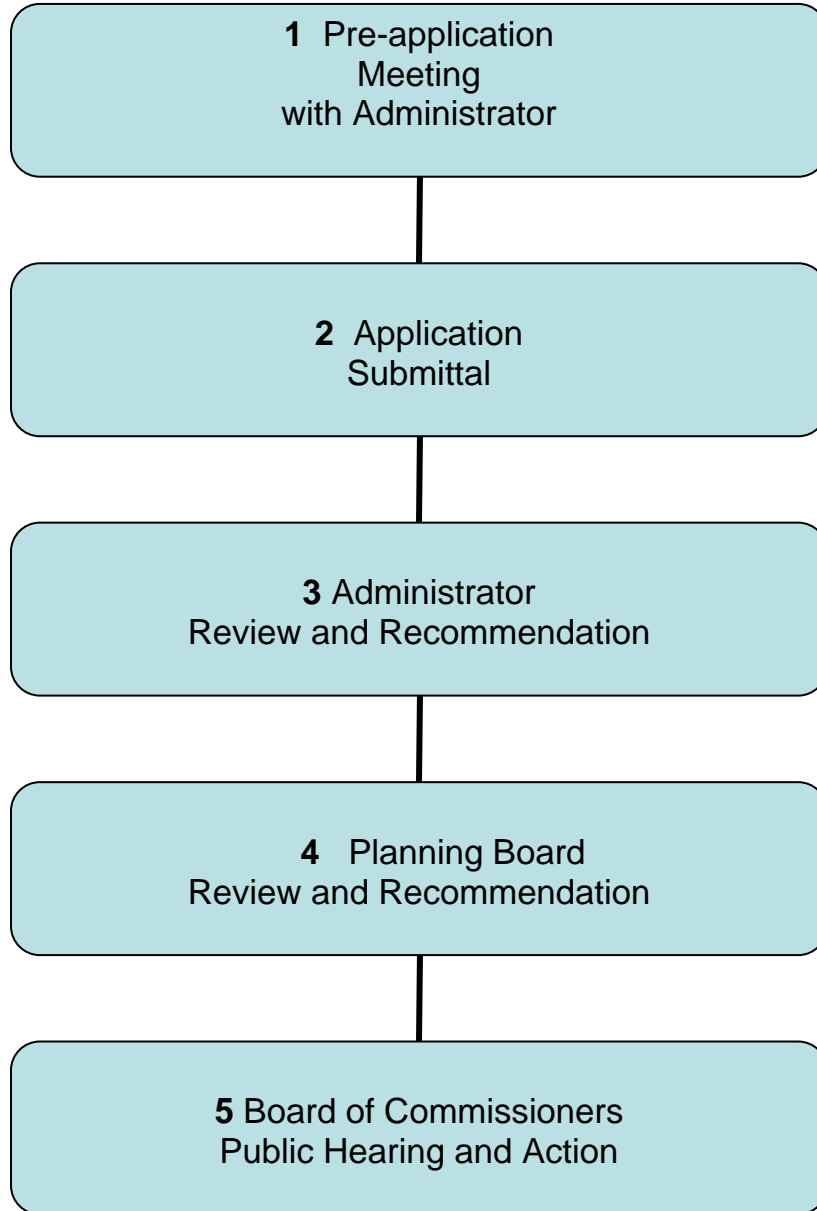 1 Pre-application
Meeting
with Administrator
2 Application
Submittal
3 Administrator
Review and Recommendation
4 Planning Board
Review and Recommendation
5 Board of Commissioners
Public Hearing and Action